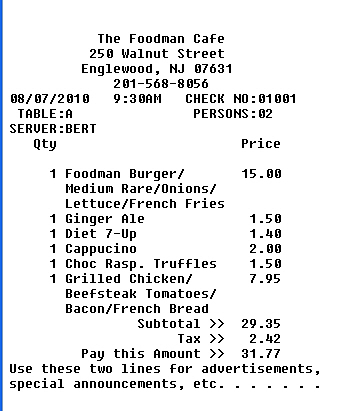 The Foodman Cafe
250 Walnut Street
Englewood, NJ 07631
201-568-8056
08/07/2010 9:30AM CHECK NO:01001
TABLE:A PERSONS:02
SERVER:BERT
Qty Price
1 Foodman Burger/ 15.00
Medium Rare/Onions/
Lettuce/French Fries
1 Ginger Ale 1.50
1 Diet 7-Up 1.40
1 Cappucino 2.00
1 Choc Rasp. Truffles 1.50
1 Grilled Chicken/ 7.95
Beefsteak Tomatoes/
Bacon/French Bread
Subtotal >> 29.35
Tax >> 2.42
Pay this Amount >> 31.77
Use these two lines for advertisements,
special announcements, etc. . . . . . .